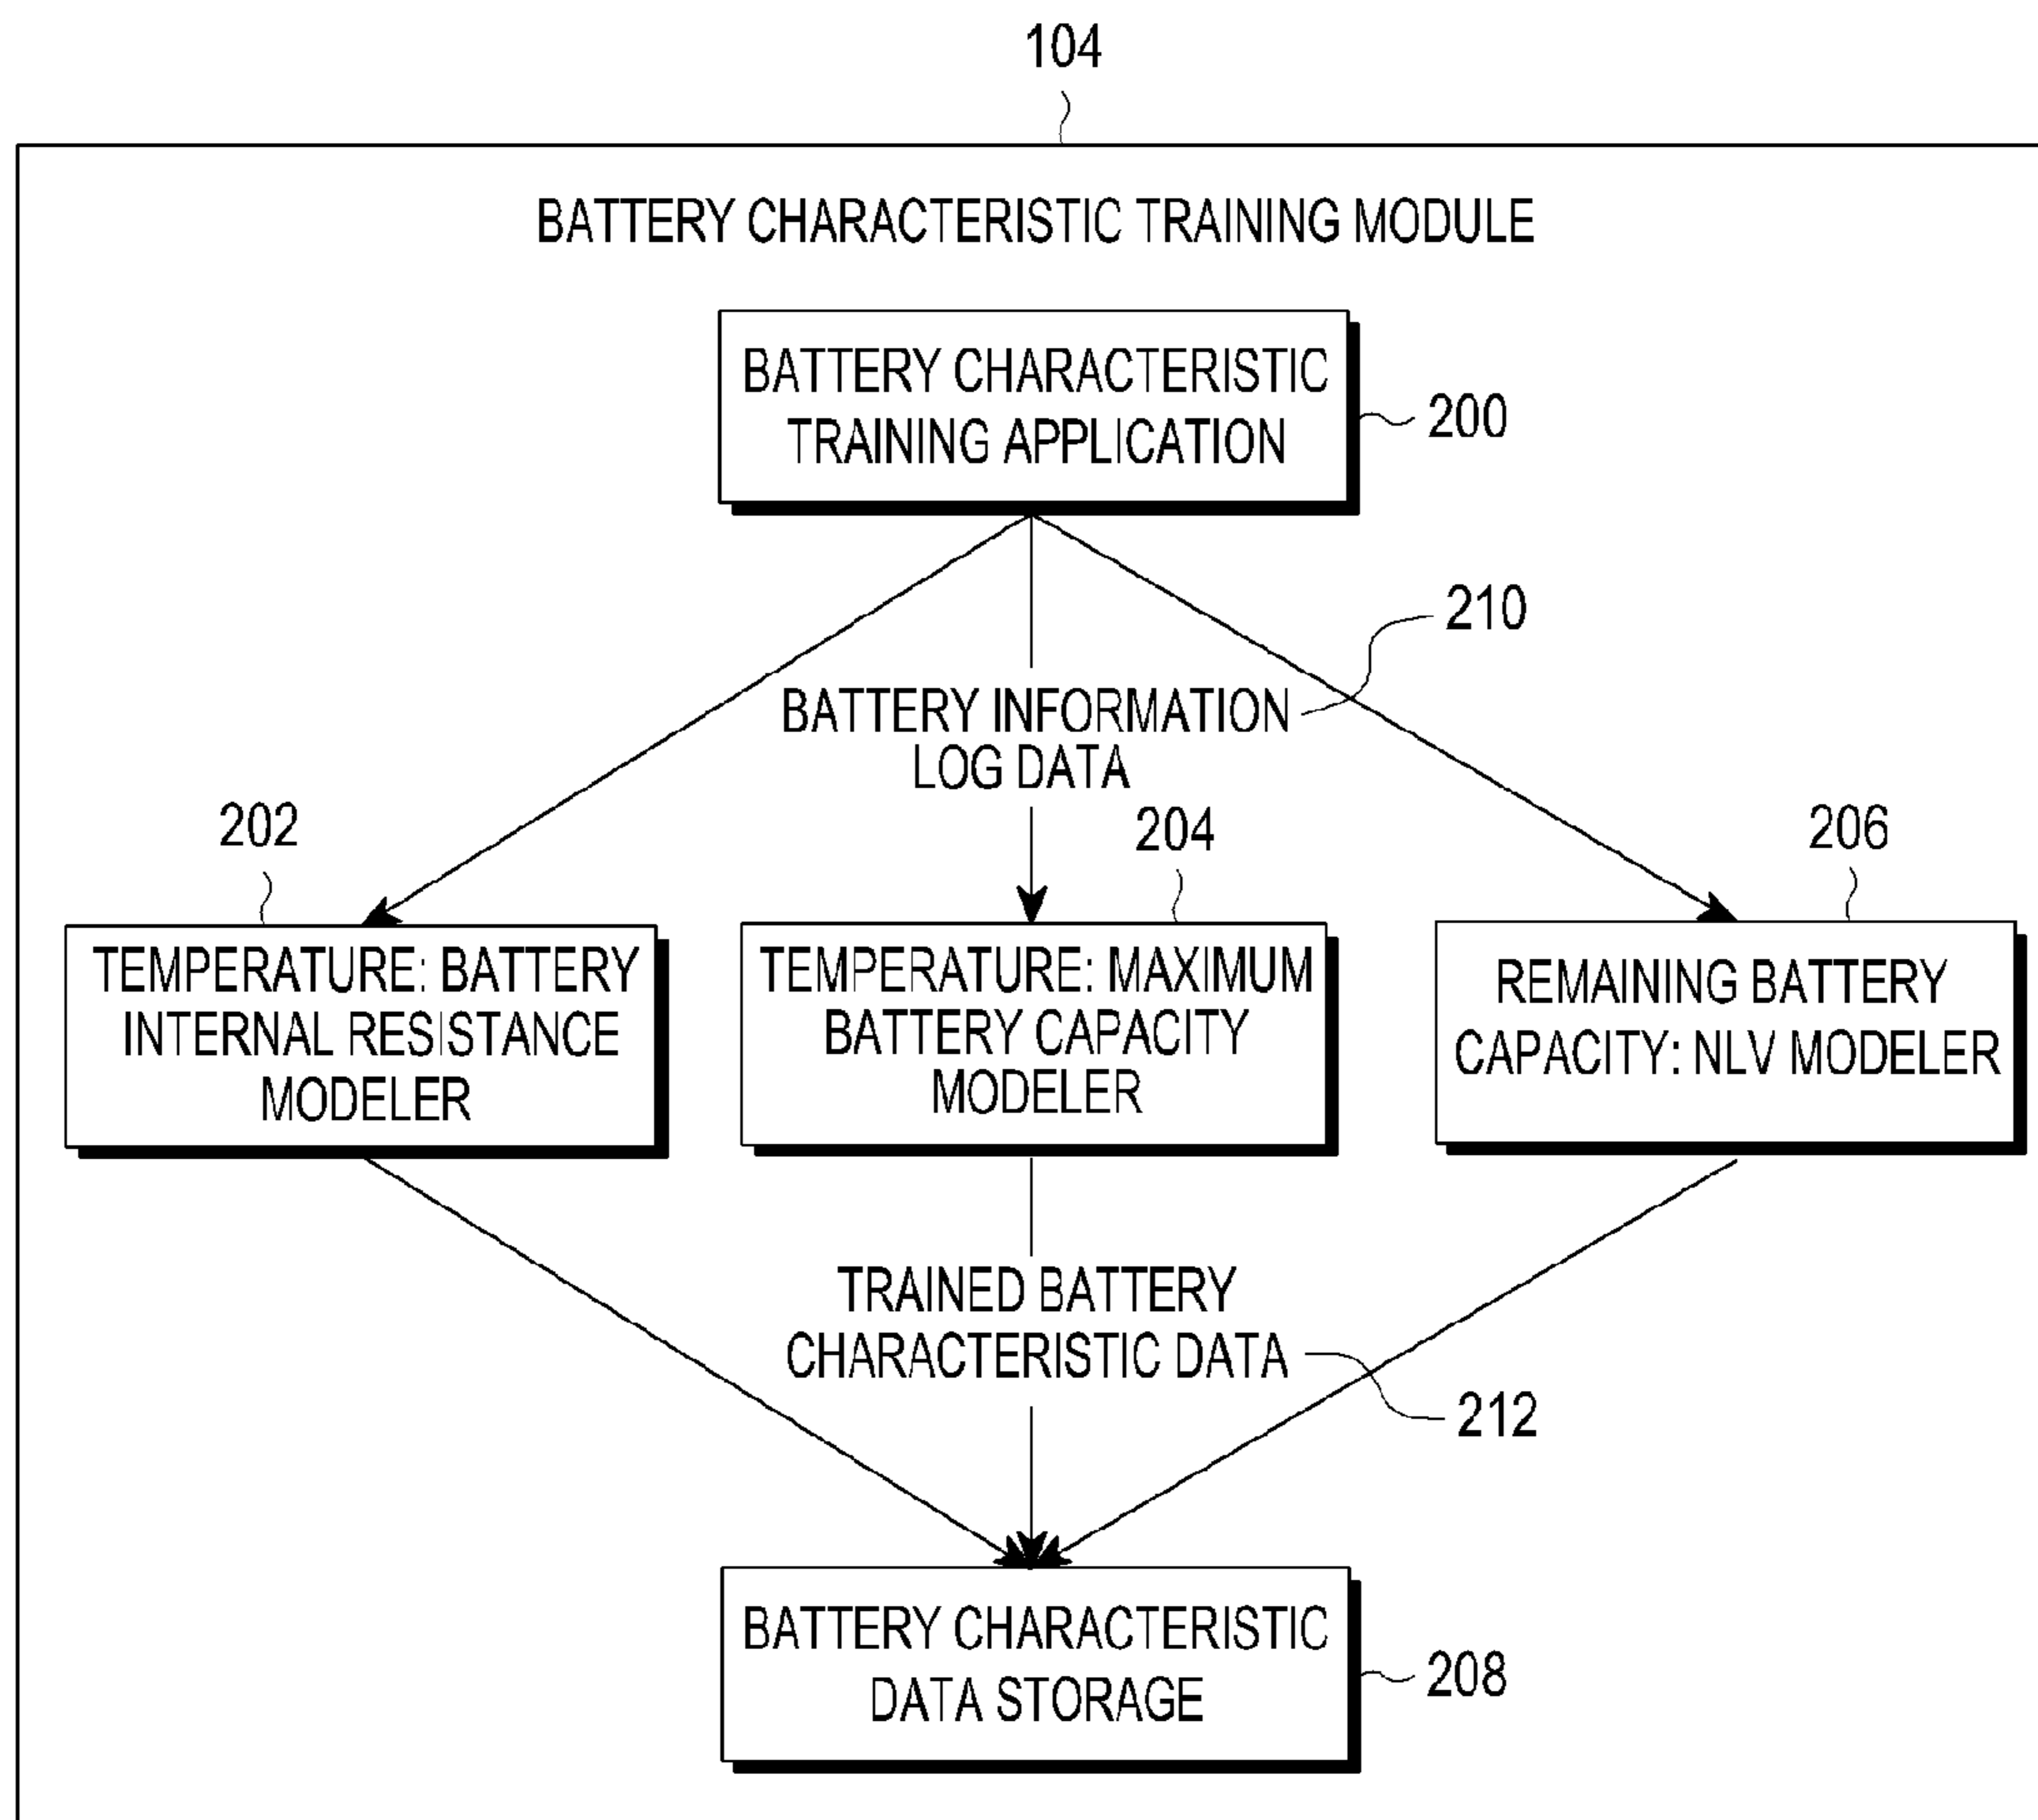 104
BATTERY CHARACTERISTIC TRAINING MODULE
BATTERY CHARACTERISTIC
TRAINING APPLICATION
200
210
BATTERY INFORMATION
LOG DATA
202
204
206
TEMPERATURE: BATTERY
INTERNAL RESISTANCE
MODELER
TEMPERATURE: MAXIMUM
BATTERY CAPACITY
MODELER
REMAINING BATTERY
CAPACITY: NLV MODELER
TRAINED BATTERY
CHARACTERISTIC DATA
212
BATTERY CHARACTERISTIC
DATA STORAGE
208